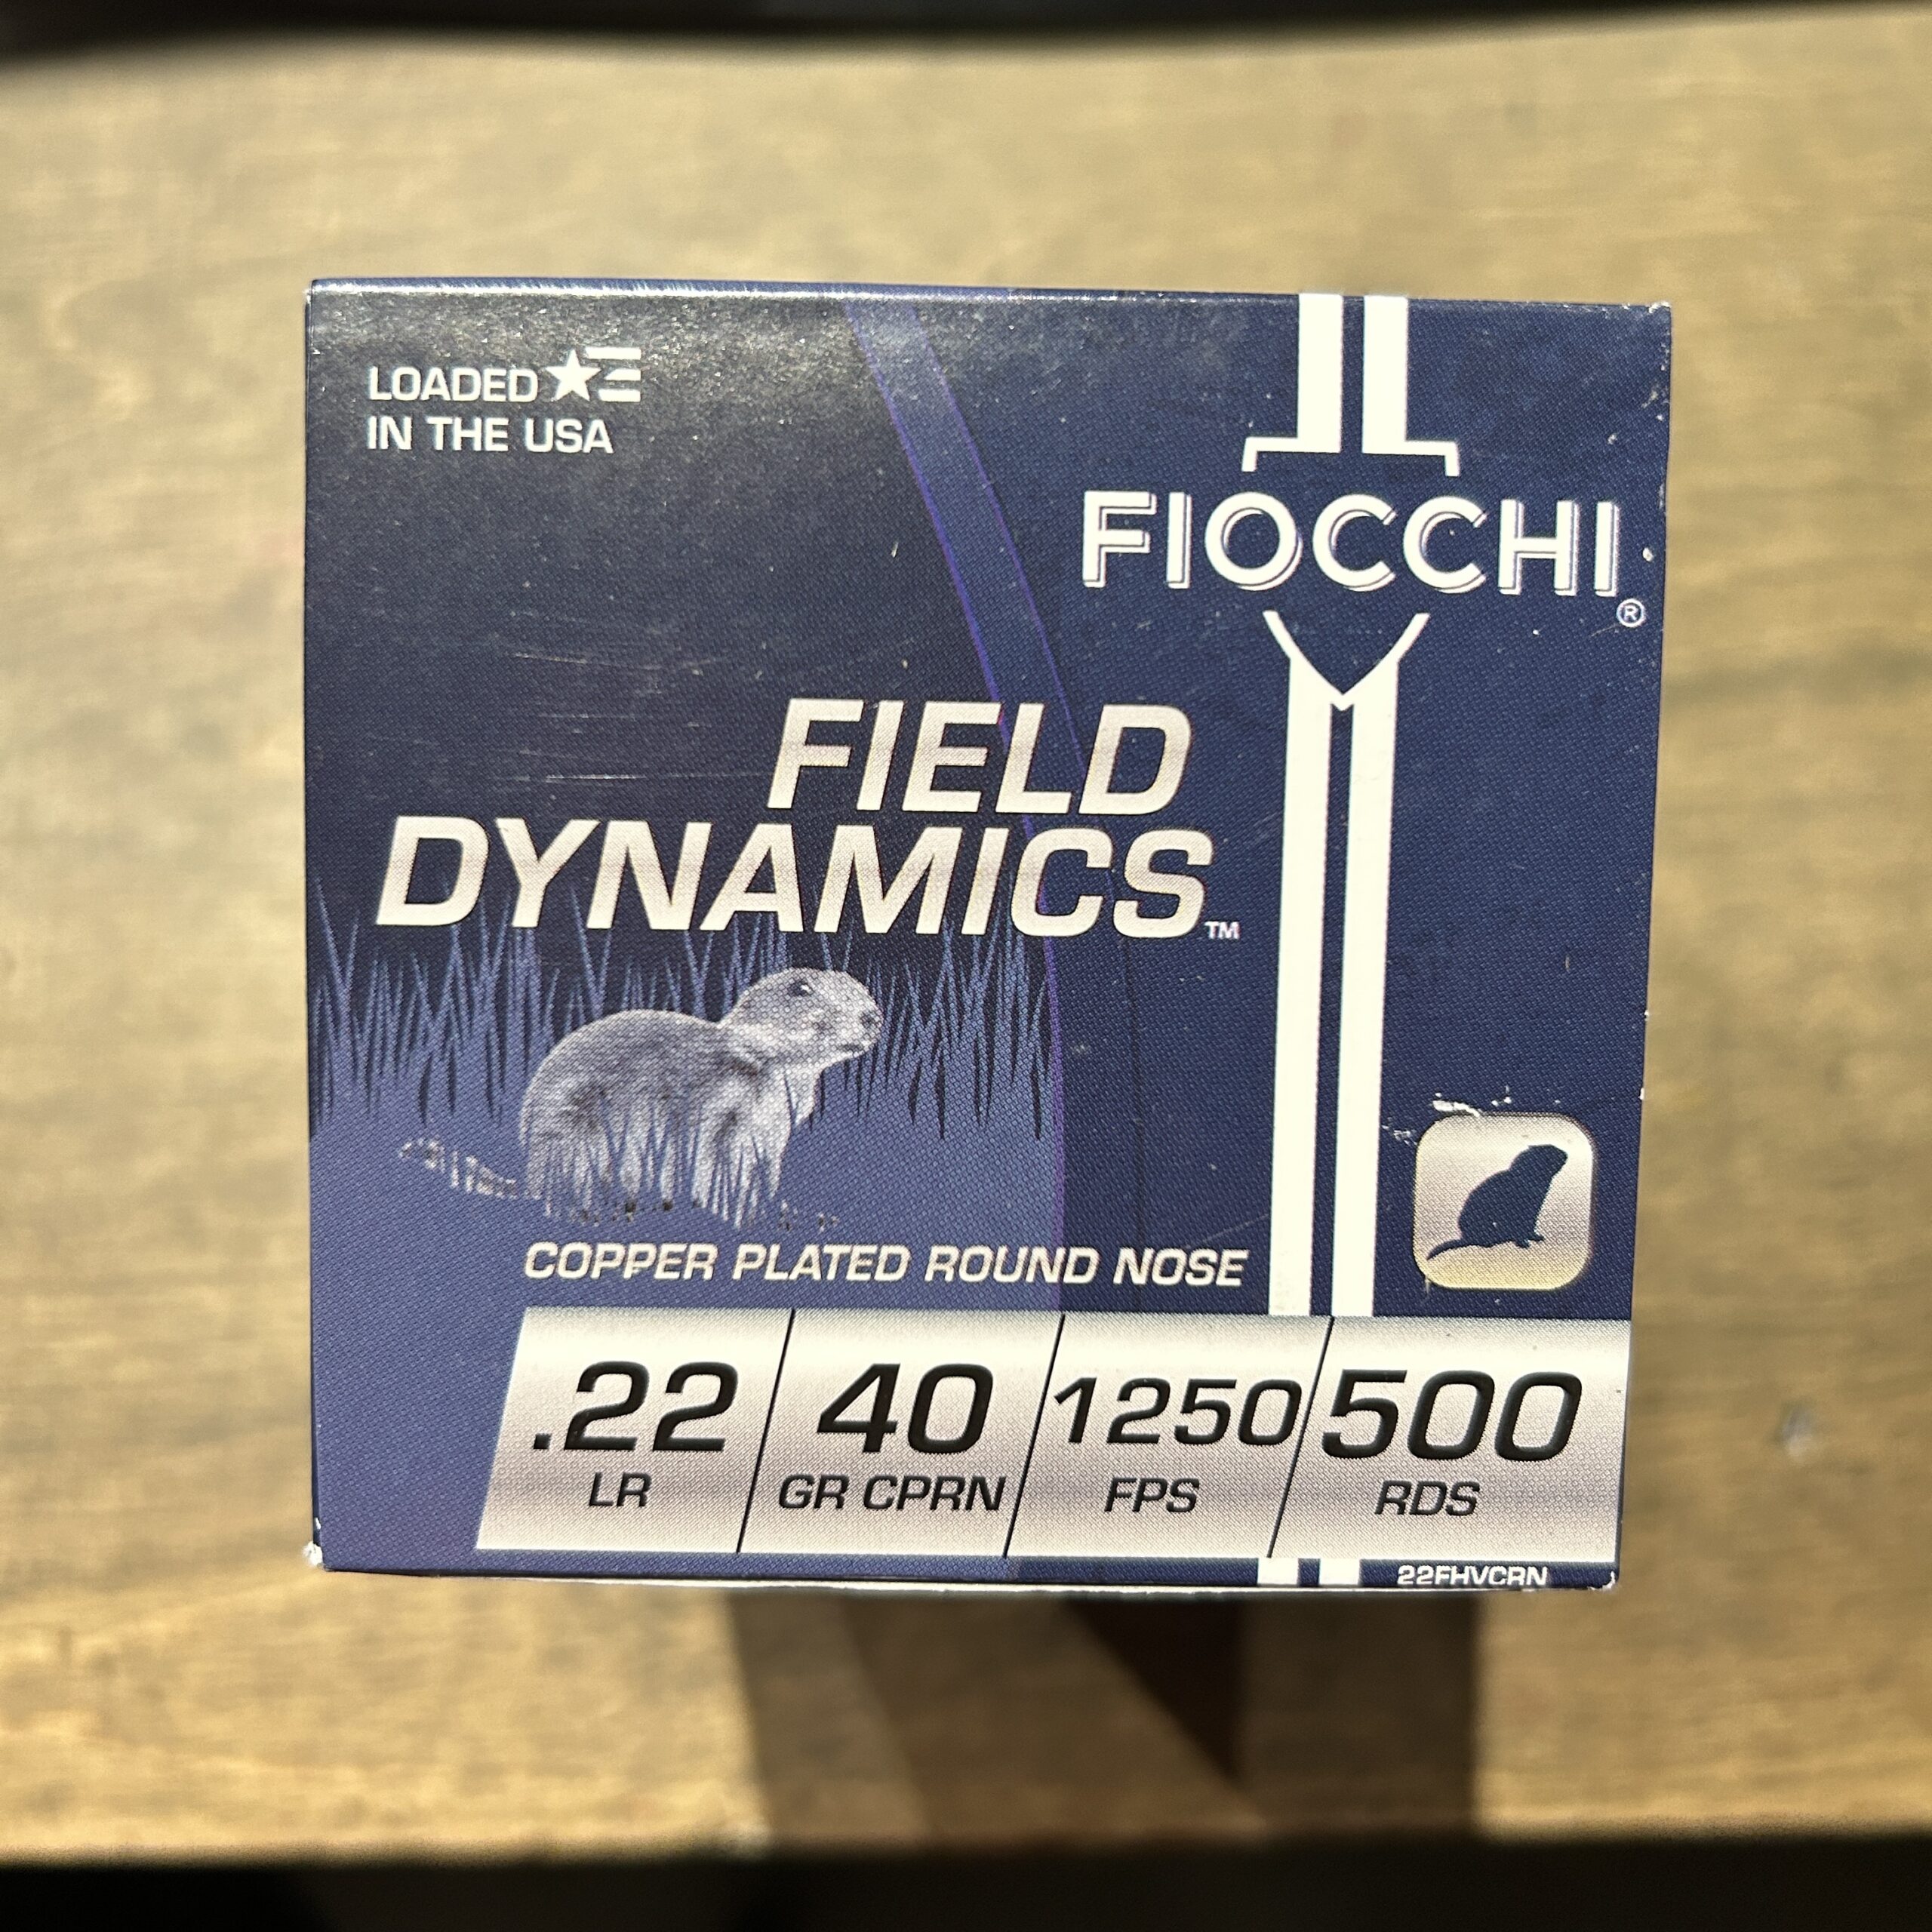 LOADED
IN THE USA
FIOCCHI®
FIELD
DYNAMICS™
COPPER PLATED ROUND NOSE
.22
LR
40
GR CPRN
1250
FPS
500
RDS
22FHVCRN